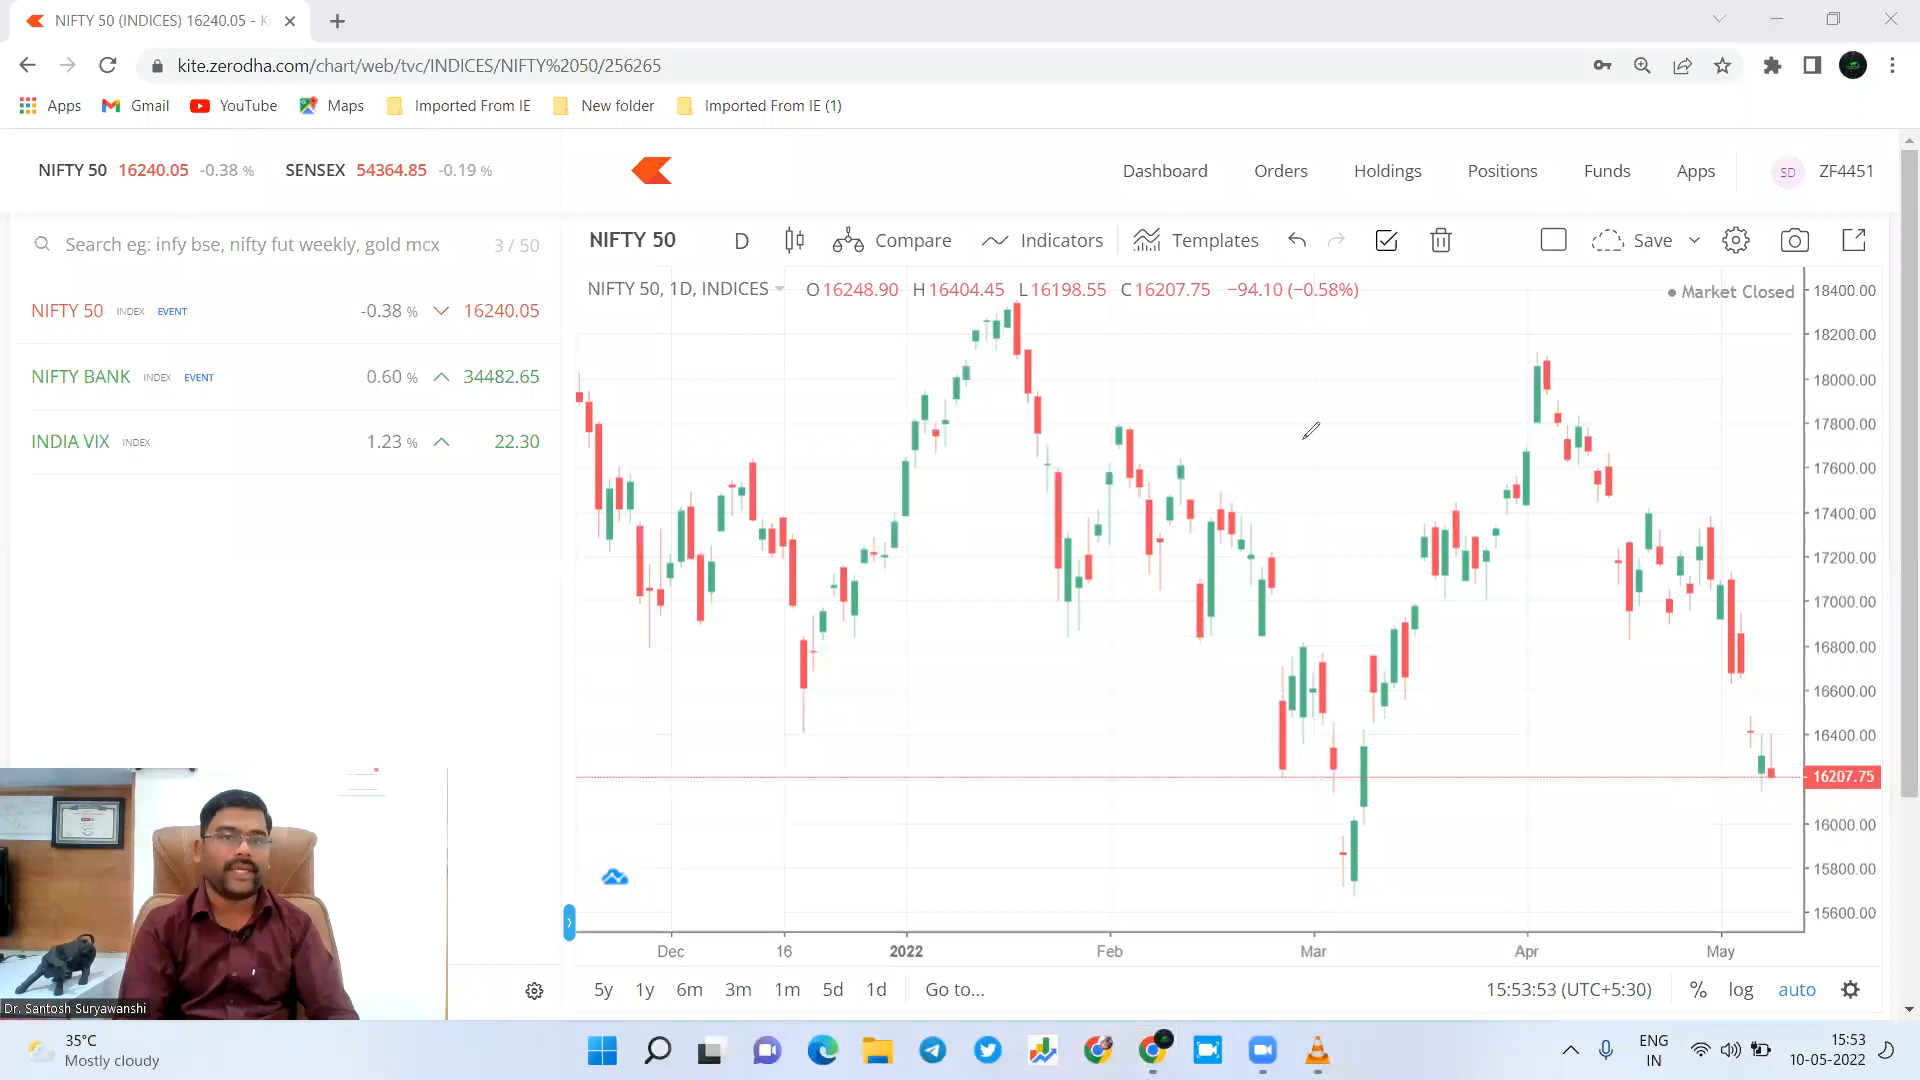 NIFTY 50 (INDICES) 16240.05 - K
kite.zerodha.com/chart/web/tvc/INDICES/NIFTY%2050/256265
Apps Gmail YouTube Maps Imported From IE New folder Imported From IE (1)
NIFTY 50 16240.05 -0.38 % SENSEX 54364.85 -0.19 %
Dashboard Orders Holdings Positions Funds Apps SD ZF4451
Search eg: infy bse, nifty fut weekly, gold mcx 3 / 50
NIFTY 50 D Compare Indicators Templates Save
NIFTY 50 INDEX EVENT -0.38 % 16240.05
NIFTY BANK INDEX EVENT 0.60 % 34482.65
INDIA VIX INDEX 1.23 % 22.30
NIFTY 50, 1D, INDICES O16248.90 H16404.45 L16198.55 C16207.75 −94.10 (−0.58%)
Market Closed
18400.00
18200.00
18000.00
17800.00
17600.00
17400.00
17200.00
17000.00
16800.00
16600.00
16400.00
16207.75
16000.00
15800.00
15600.00
Dec 16 2022 Feb Mar Apr May
5y 1y 6m 3m 1m 5d 1d Go to... 15:53:53 (UTC+5:30) % log auto
Dr. Santosh Suryawanshi
35°C
Mostly cloudy
ENG
IN
15:53
10-05-2022